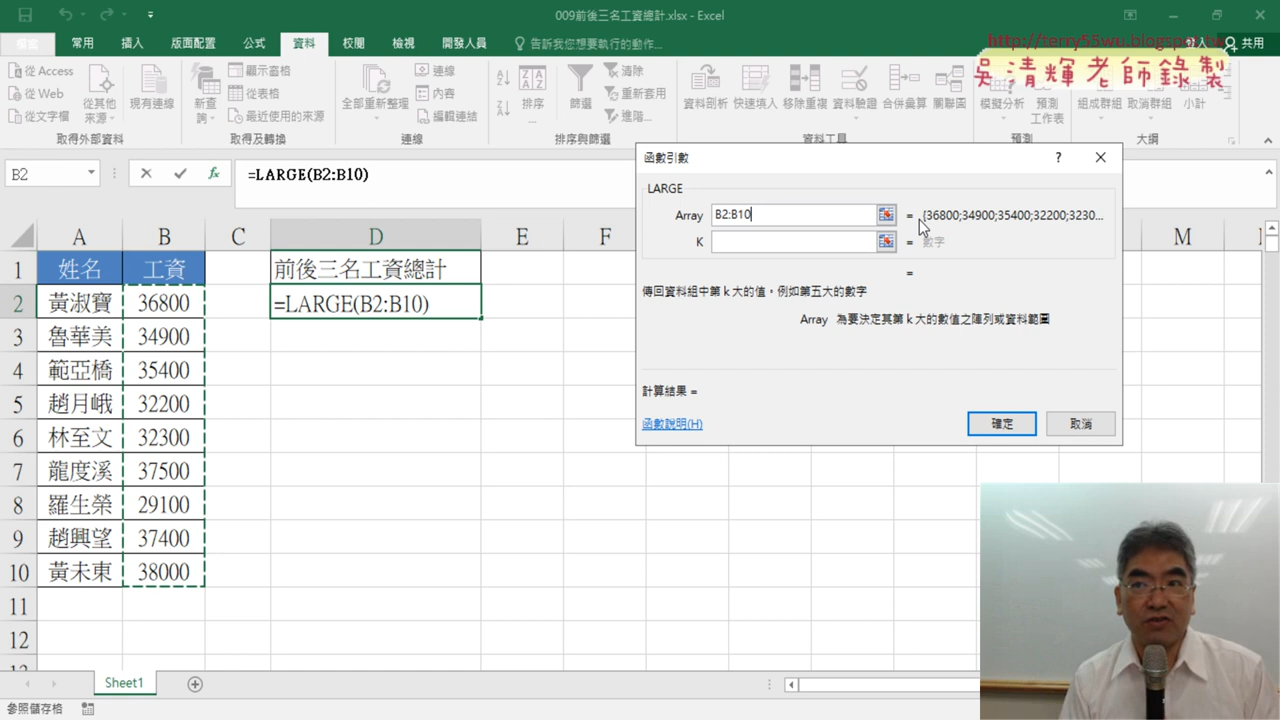 009前後三名工資總計.xlsx - Excel
常用 插入 版面配置 公式 資料 校閱 檢視 開發人員 告訴我您想要執行的作業... 共用
http://terry55wu.blogspot.tw
吳清輝老師錄製
從 Access
從 Web
從文字檔
從其他來源
現有連線
取得外部資料
新查詢
顯示查詢
從表格
最近使用的來源
取得及轉換
全部重新整理
連線
內容
編輯連結
連線
排序...
篩選
清除
重新套用
進階...
排序與篩選
資料剖析 快速填入 移除重複 資料驗證 合併彙算 關聯圖
資料工具
模擬分析 預測工作表
預測
組成群組 取消群組 小計
大綱
B2
fx
=LARGE(B2:B10)
A B C D E F M
1 姓名 工資 前後三名工資總計
2 黃淑寶 36800 =LARGE(B2:B10)
3 魯華美 34900
4 範亞橋 35400
5 趙月峨 32200
6 林至文 32300
7 龍度溪 37500
8 羅生榮 29100
9 趙興望 37400
10 黃未東 38000
11
12
函數引數
? ×
LARGE
Array B2:B10 = {36800;34900;35400;32200;3230...
K = 數字
=
傳回資料組中第 k 大的值。例如第五大的數字
Array 為要決定其第 k 大的數值之陣列或資料範圍
計算結果 =
函數說明(H)
確定 取消
Sheet1
參照儲存格